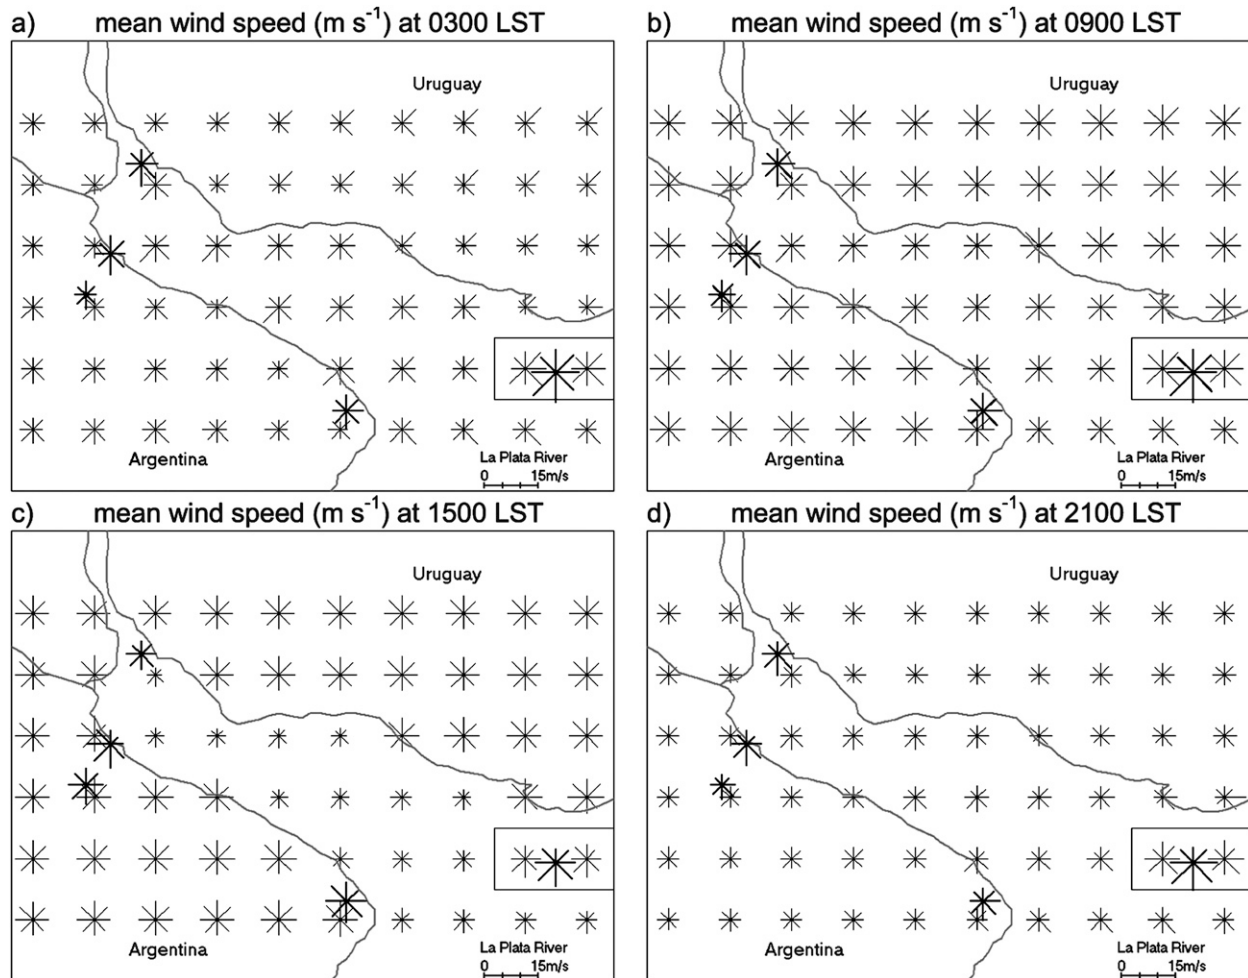 a) mean wind speed (m s⁻¹) at 0300 LST
Uruguay
Argentina
La Plata River
0 15m/s
b) mean wind speed (m s⁻¹) at 0900 LST
Uruguay
Argentina
La Plata River
0 15m/s
c) mean wind speed (m s⁻¹) at 1500 LST
Uruguay
Argentina
La Plata River
0 15m/s
d) mean wind speed (m s⁻¹) at 2100 LST
Uruguay
Argentina
La Plata River
0 15m/s